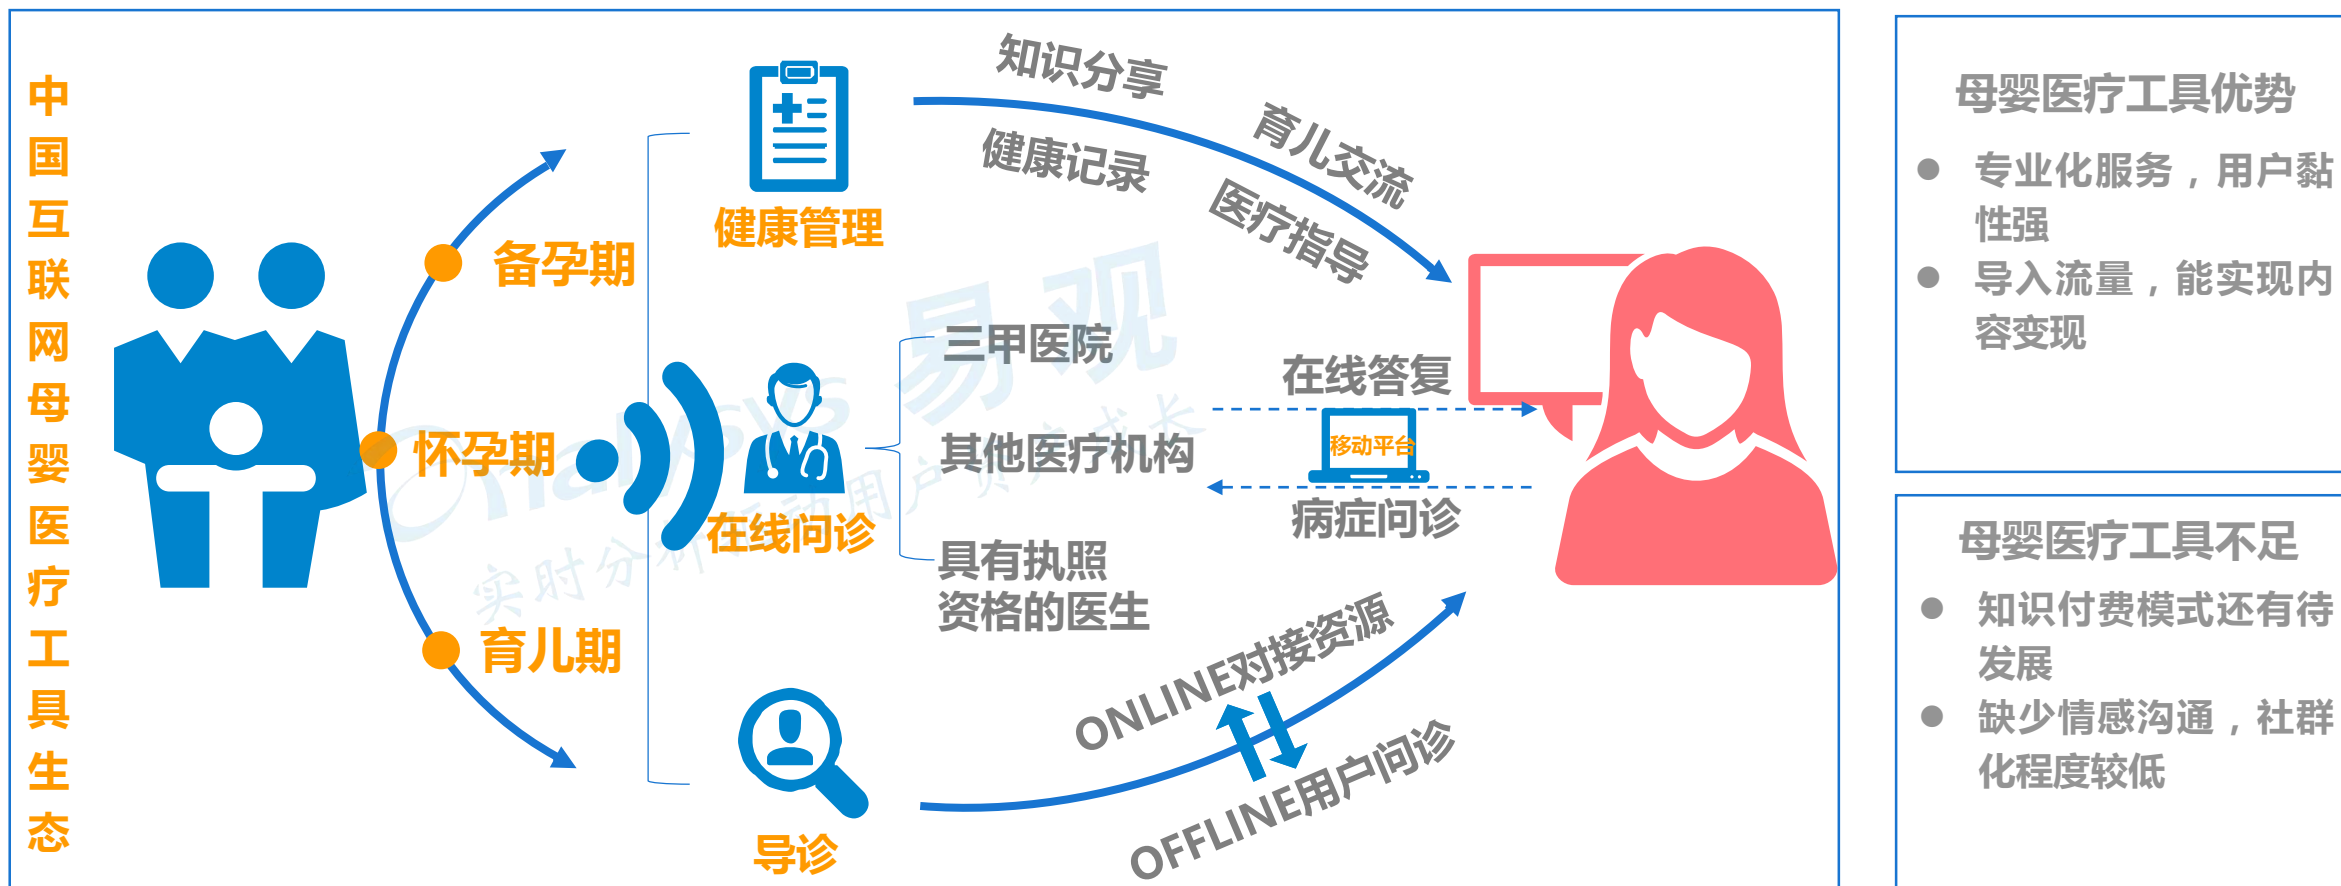 中国互联网母婴医疗工具生态
备孕期
怀孕期
育儿期
健康管理
在线问诊
导诊
知识分享
育儿交流
健康记录
医疗指导
三甲医院
其他医疗机构
具有执照
资格的医生
在线答复
移动平台
病症问诊
ONLINE对接资源
OFFLINE用户问诊
母婴医疗工具优势
● 专业化服务，用户黏
性强
● 导入流量，能实现内
容变现
母婴医疗工具不足
● 知识付费模式还有待
发展
● 缺少情感沟通，社群
化程度较低
analysys 易观